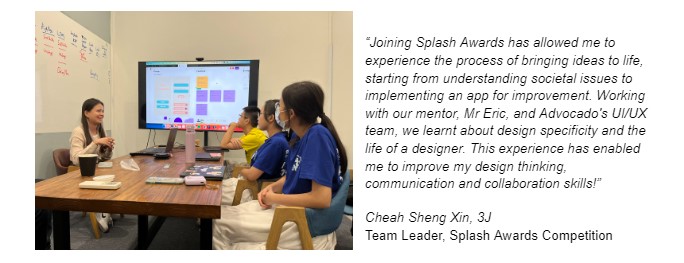 “Joining Splash Awards has allowed me to
experience the process of bringing ideas to life,
starting from understanding societal issues to
implementing an app for improvement. Working
with our mentor, Mr Eric, and Advocado's UI/UX
team, we learnt about design specificity and the
life of a designer. This experience has enabled
me to improve my design thinking,
communication and collaboration skills!”
Cheah Sheng Xin, 3J
Team Leader, Splash Awards Competition